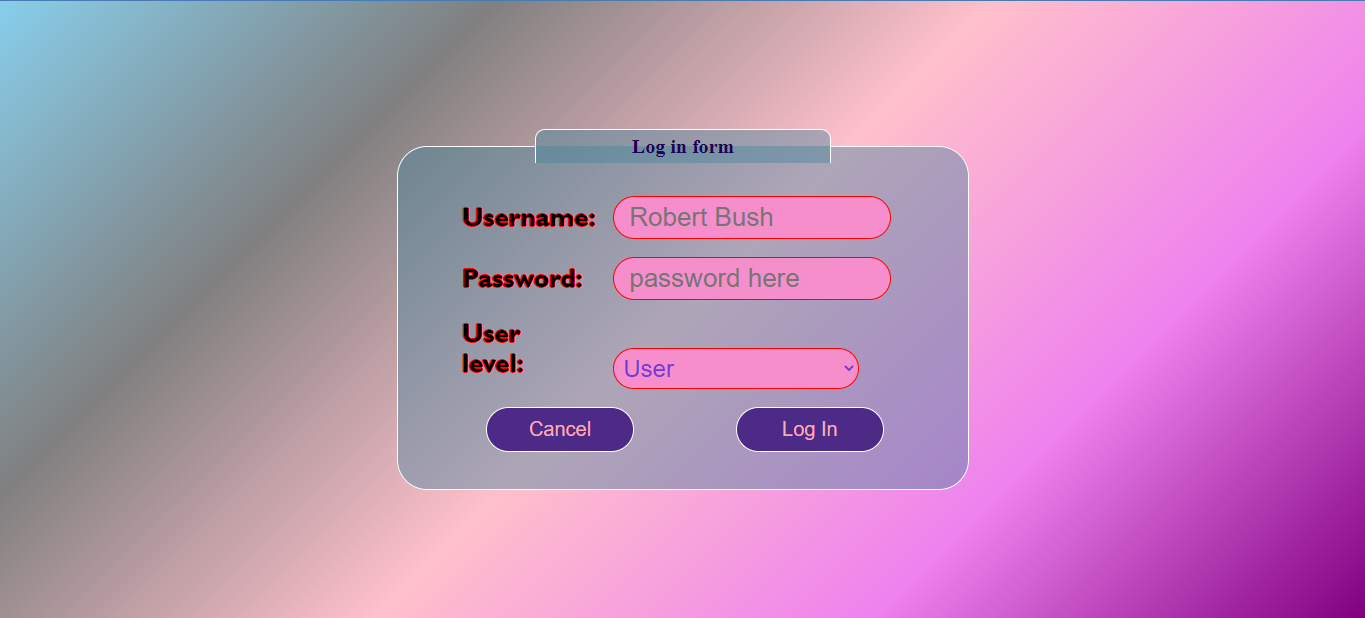 Log in form
Username: Robert Bush
Password: password here
User
level: User
Cancel Log In